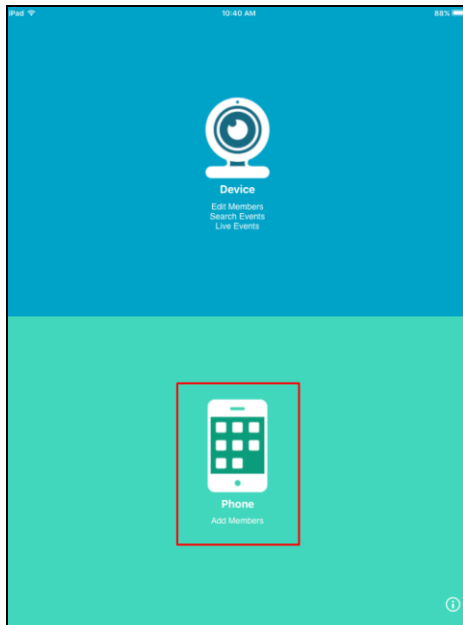 iPad 10:40 AM 88%
Device
Edit Members
Search Events
Live Events
Phone
Add Members